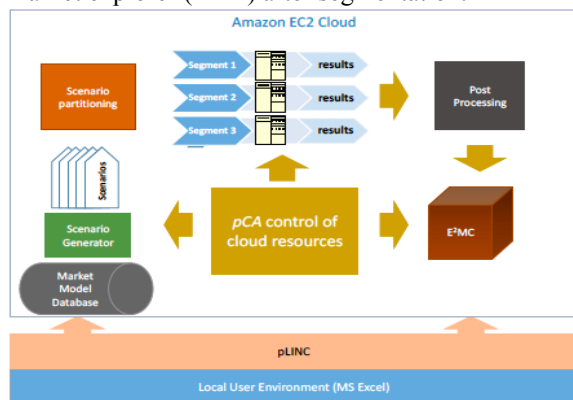 Amazon EC2 Cloud
Scenario
partitioning
Segment 1
results
Segment 2
results
Segment 3
results
Post
Processing
Scenarios
Scenario
Generator
pCA control of
cloud resources
E²MC
Market
Model
Database
pLINC
Local User Environment (MS Excel)